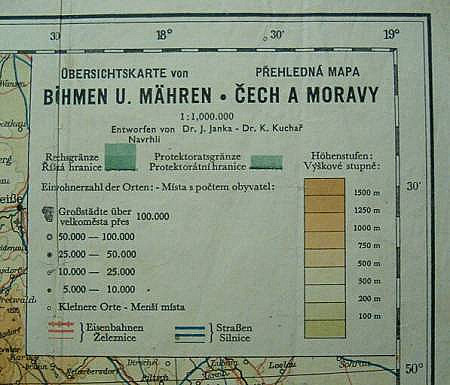 30
18°
30
19°
ÜBERSICHTSKARTE von PŘEHLEDNÁ MAPA
BÖHMEN U. MÄHREN • ČECH A MORAVY
1:1,000.000
Entworfen von Dr. J. Janka - Dr. K. Kuchař
Navrhli
Reichsgränze Protektoratsgränze
Říšská hranice Protektorátní hranice
Höhenstufen:
Výškové stupně:
Einwohnerzahl der Orten: - Místa s počtem obyvatel:
30'
1500 m
Großstädte über
velkoměsta přes 100.000
1000 m
50.000 — 100.000
750 m
25.000 — 50.000
500 m
10.000 — 25.000
300 m
5.000 — 10.000
200 m
Kleinere Orte - Menší místa
100 m
Eisenbahnen Straßen
Železnice Silnice
50°
Loslau
Sohrau